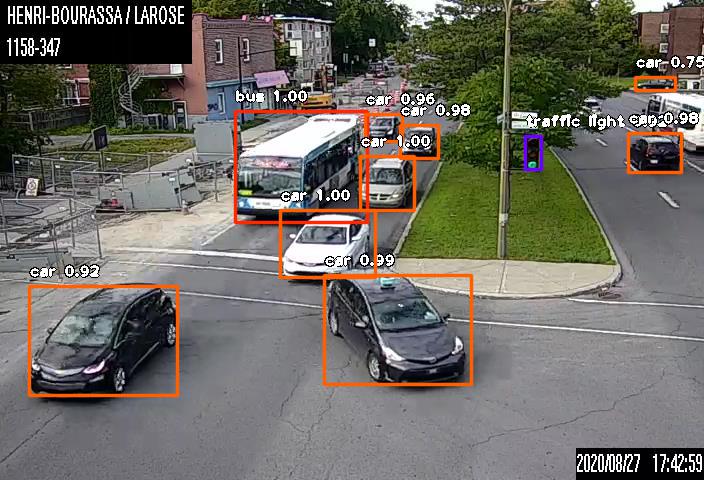 HENRI-BOURASSA / LAROSE
1158-347
car 0.75
bus 1.00
car 0.96
car 0.98
traffic light
car 0.98
car 1.00
car 1.00
car 0.99
car 0.92
2020/08/27 17:42:59